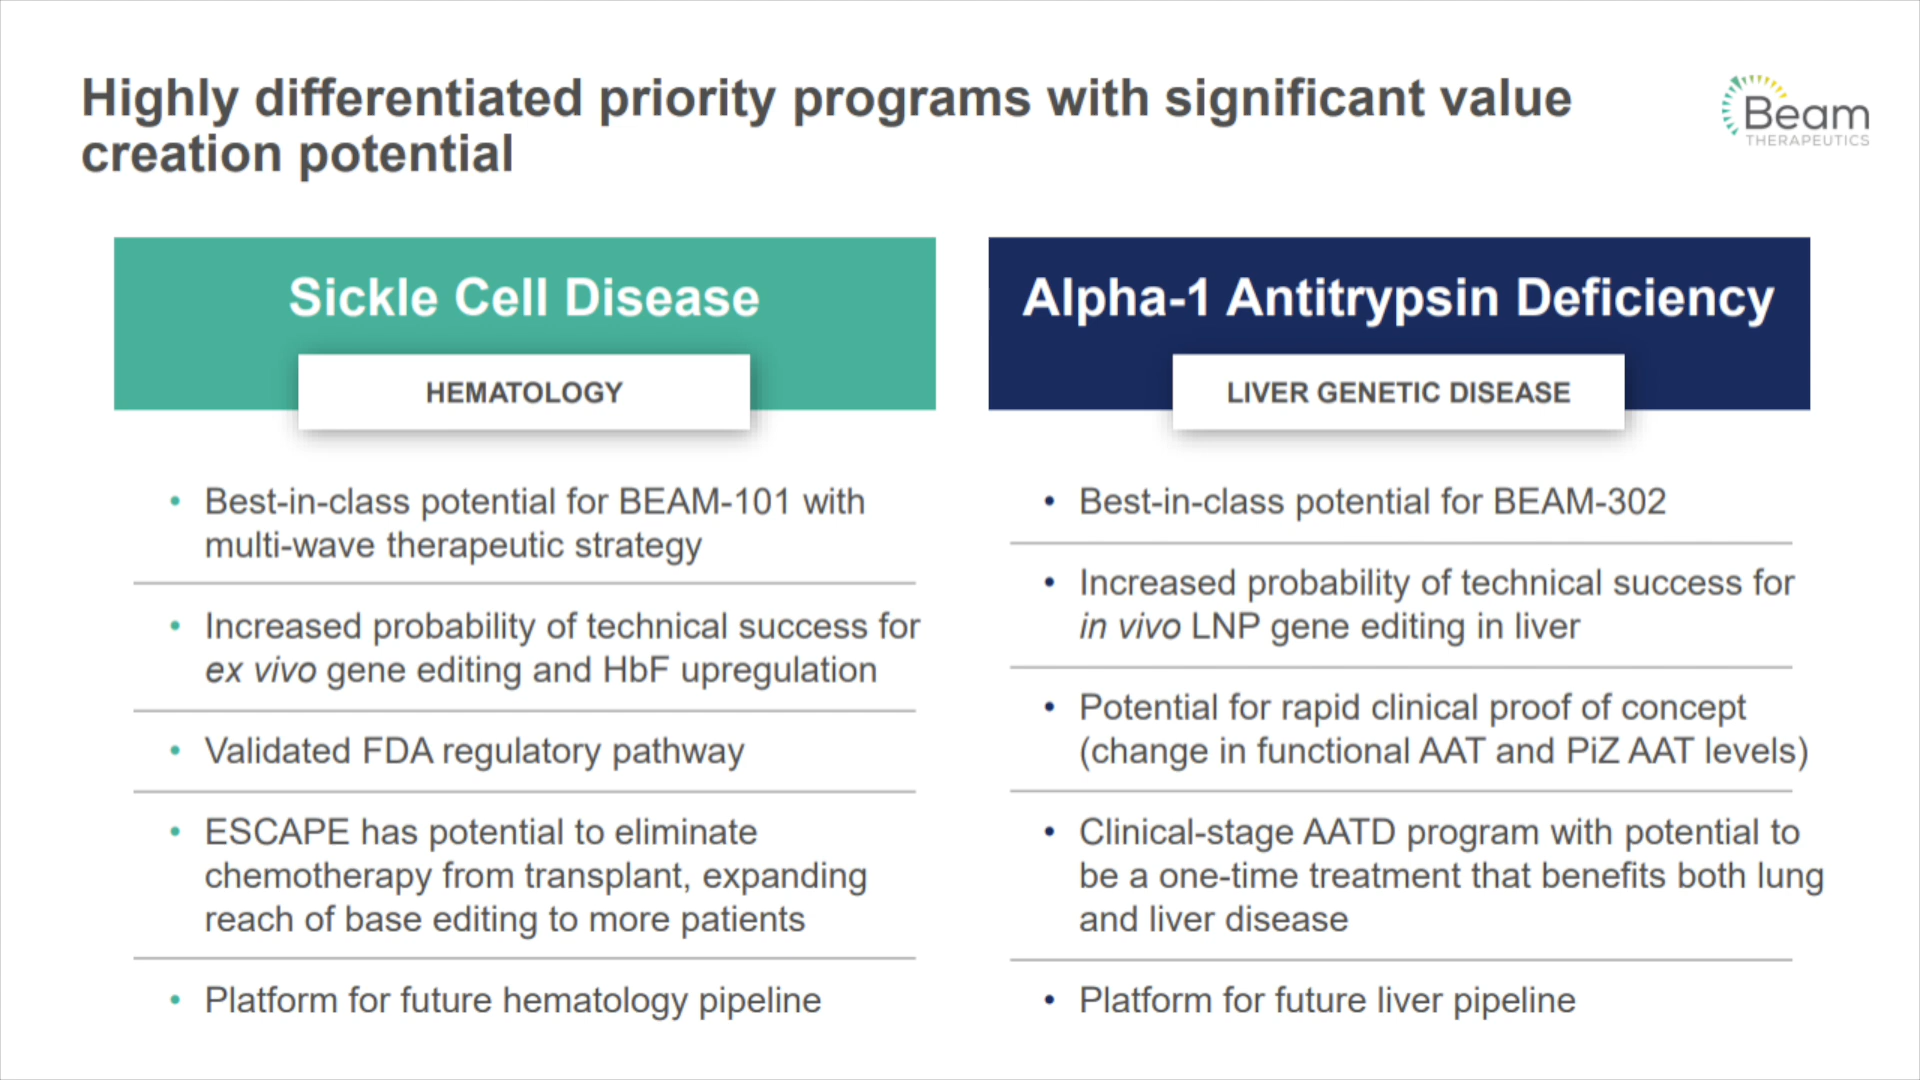 Highly differentiated priority programs with significant value
creation potential
Beam
THERAPEUTICS
Sickle Cell Disease
HEMATOLOGY
• Best-in-class potential for BEAM-101 with
multi-wave therapeutic strategy
• Increased probability of technical success for
ex vivo gene editing and HbF upregulation
• Validated FDA regulatory pathway
• ESCAPE has potential to eliminate
chemotherapy from transplant, expanding
reach of base editing to more patients
• Platform for future hematology pipeline
Alpha-1 Antitrypsin Deficiency
LIVER GENETIC DISEASE
• Best-in-class potential for BEAM-302
• Increased probability of technical success for
in vivo LNP gene editing in liver
• Potential for rapid clinical proof of concept
(change in functional AAT and PiZ AAT levels)
• Clinical-stage AATD program with potential to
be a one-time treatment that benefits both lung
and liver disease
• Platform for future liver pipeline